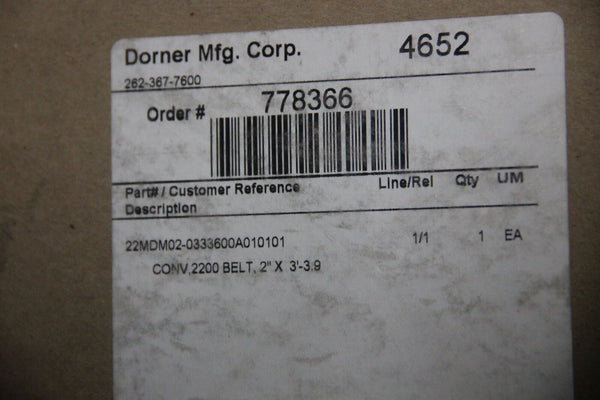 Dorner Mfg. Corp. 4652
262-367-7600
Order # 778366
Part# / Customer Reference Line/Rel Qty UM
Description
22MDM02-0333600A010101 1/1 1 EA
CONV,2200 BELT, 2" X 3'-3.9